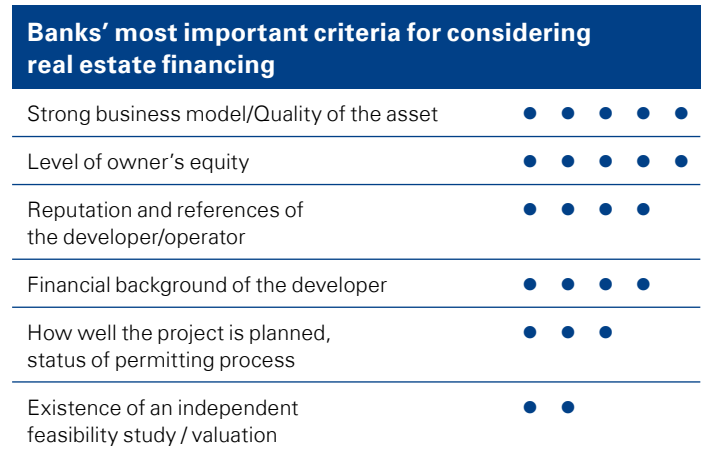 Banks’ most important criteria for considering
real estate financing
Strong business model/Quality of the asset ● ● ● ● ●
Level of owner’s equity ● ● ● ● ●
Reputation and references of
the developer/operator ● ● ● ●
Financial background of the developer ● ● ● ●
How well the project is planned,
status of permitting process ● ● ●
Existence of an independent
feasibility study / valuation ● ●